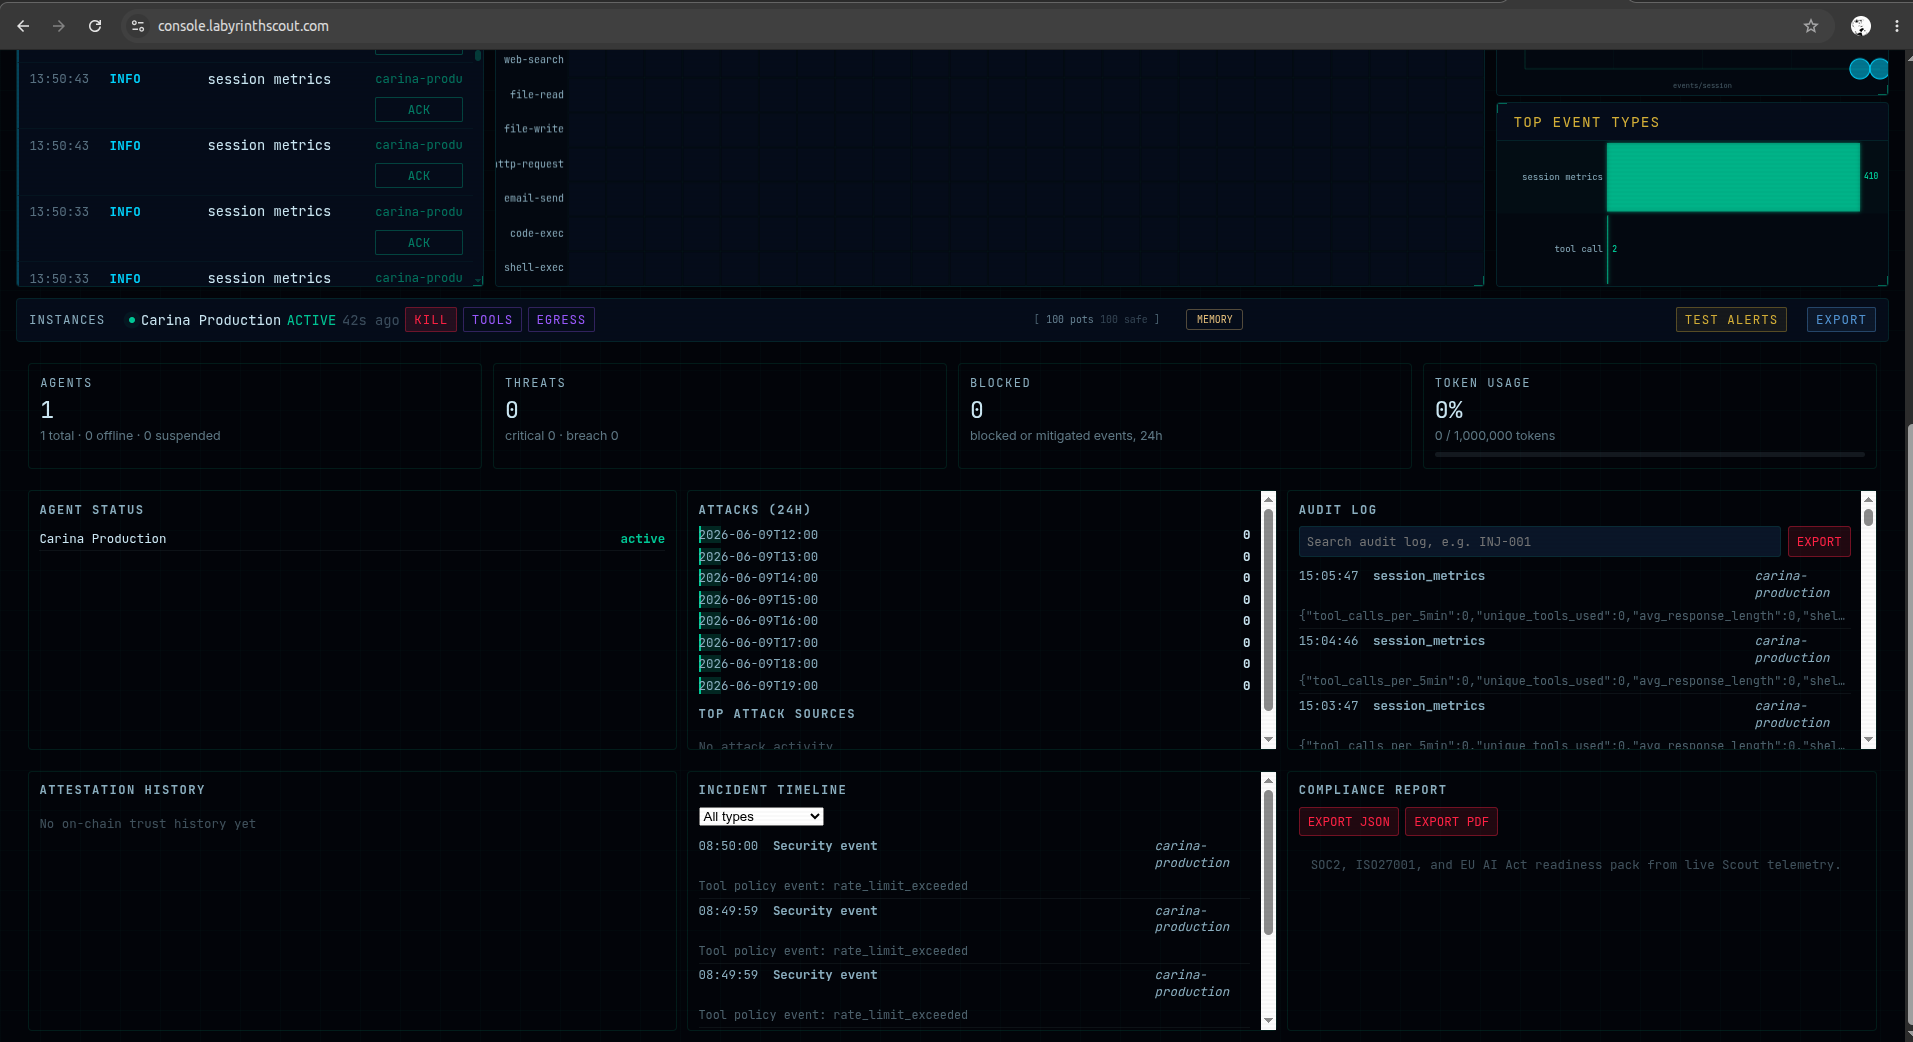 console.labyrinthscout.com
13:50:43 INFO session metrics carina-produ
ACK
13:50:43 INFO session metrics carina-produ
ACK
13:50:33 INFO session metrics carina-produ
ACK
13:50:33 INFO session metrics carina-produ
web-search
file-read
file-write
ttp-request
email-send
code-exec
shell-exec
events/session
TOP EVENT TYPES
session metrics 410
tool call 2
INSTANCES Carina Production ACTIVE 42s ago KILL TOOLS EGRESS [ 100 pots 100 safe ] MEMORY TEST ALERTS EXPORT
AGENTS
1
1 total · 0 offline · 0 suspended
THREATS
0
critical 0 · breach 0
BLOCKED
0
blocked or mitigated events, 24h
TOKEN USAGE
0%
0 / 1,000,000 tokens
AGENT STATUS
Carina Production active
ATTACKS (24H)
2026-06-09T12:00 0
2026-06-09T13:00 0
2026-06-09T14:00 0
2026-06-09T15:00 0
2026-06-09T16:00 0
2026-06-09T17:00 0
2026-06-09T18:00 0
2026-06-09T19:00 0
TOP ATTACK SOURCES
No attack activity
AUDIT LOG
Search audit log, e.g. INJ-001 EXPORT
15:05:47 session_metrics carina-
production
{"tool_calls_per_5min":0,"unique_tools_used":0,"avg_response_length":0,"shel…
15:04:46 session_metrics carina-
production
{"tool_calls_per_5min":0,"unique_tools_used":0,"avg_response_length":0,"shel…
15:03:47 session_metrics carina-
production
{"tool_calls_per_5min":0,"unique_tools_used":0,"avg_response_length":0,"shel…
ATTESTATION HISTORY
No on-chain trust history yet
INCIDENT TIMELINE
All types
08:50:00 Security event carina-
production
Tool policy event: rate_limit_exceeded
08:49:59 Security event carina-
production
Tool policy event: rate_limit_exceeded
08:49:59 Security event carina-
production
Tool policy event: rate_limit_exceeded
COMPLIANCE REPORT
EXPORT JSON EXPORT PDF
SOC2, ISO27001, and EU AI Act readiness pack from live Scout telemetry.